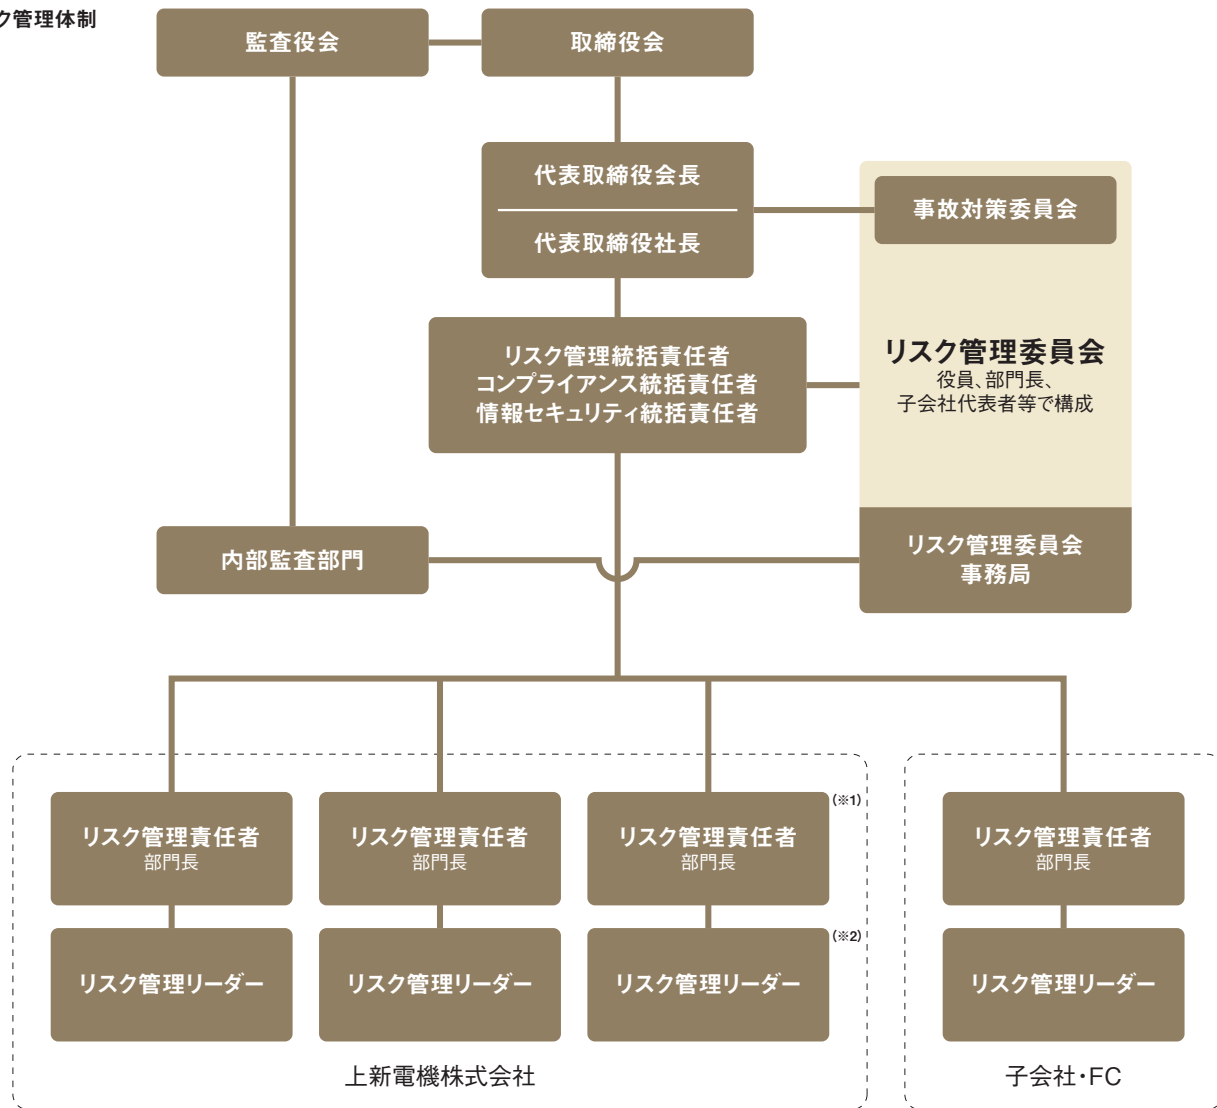 ク管理体制
監査役会
取締役会
代表取締役会長
代表取締役社長
事故対策委員会
リスク管理統括責任者
コンプライアンス統括責任者
情報セキュリティ統括責任者
リスク管理委員会
役員、部門長、
子会社代表者等で構成
内部監査部門
リスク管理委員会
事務局
リスク管理責任者
部門長
リスク管理責任者
部門長
リスク管理責任者
部門長
(※1)
リスク管理責任者
部門長
リスク管理リーダー
リスク管理リーダー
リスク管理リーダー
(※2)
リスク管理リーダー
上新電機株式会社
子会社・FC